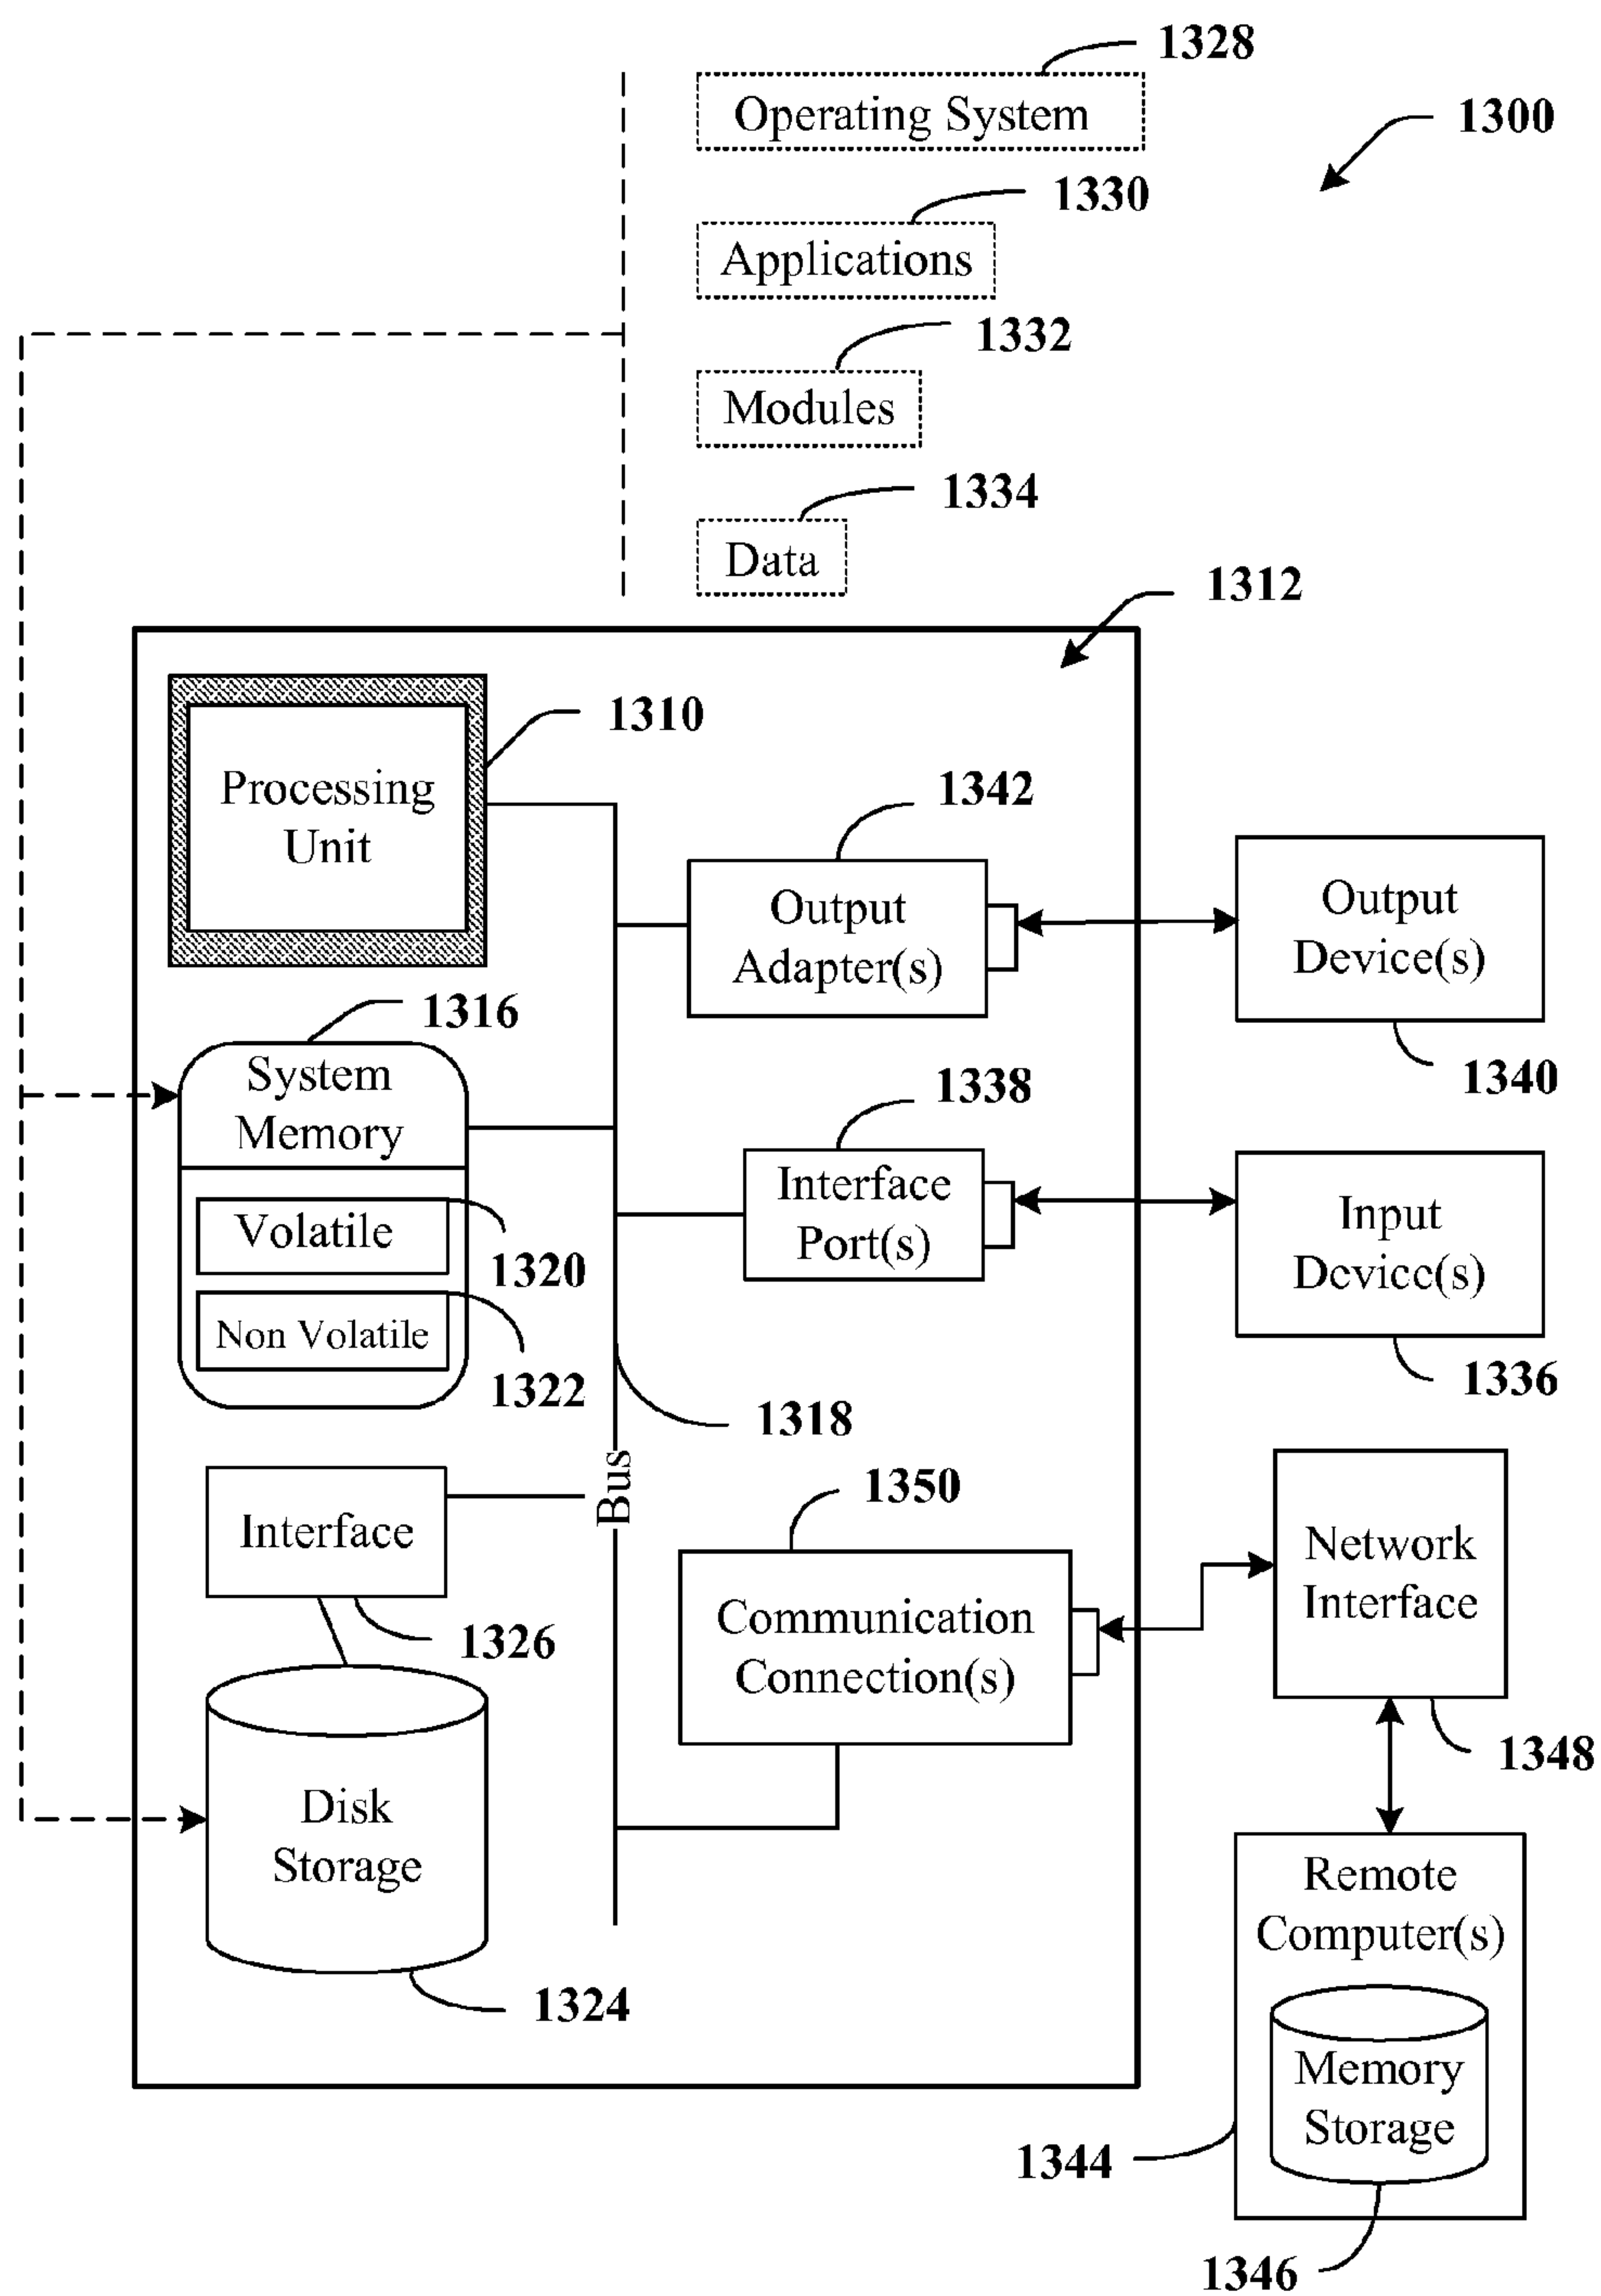 1328
Operating System
1300
1330
Applications
1332
Modules
1334
Data
1312
1310
Processing
Unit
1342
Output
Adapter(s)
Output
Device(s)
1340
1316
System
Memory
1338
Interface
Port(s)
Input
Device(s)
1336
Volatile
1320
Non Volatile
1322
1318
Bus
Interface
1326
1350
Communication
Connection(s)
Network
Interface
1348
Disk
Storage
1324
Remote
Computer(s)
Memory
Storage
1344
1346